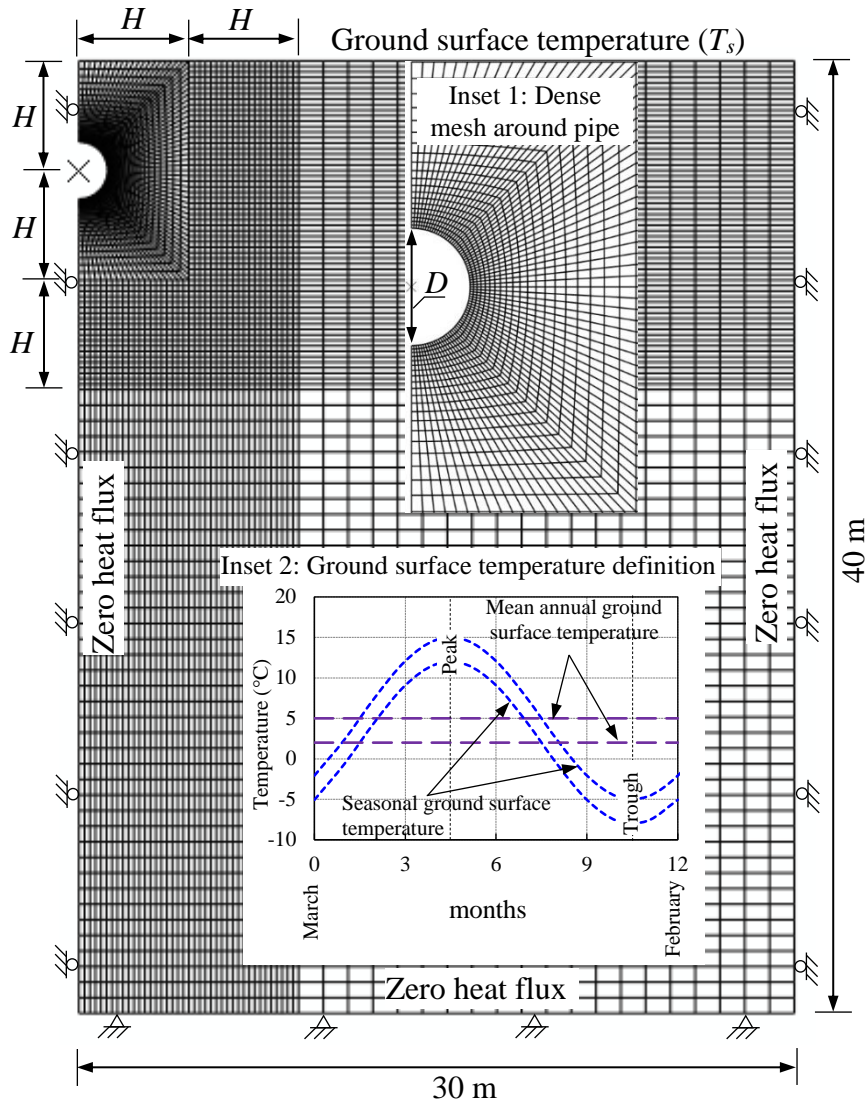 H
H
Ground surface temperature (Ts)
H
H
H
Inset 1: Dense
mesh around pipe
D
Zero heat flux
Zero heat flux
40 m
Inset 2: Ground surface temperature definition
20
15
10
5
0
-5
-10
Temperature (°C)
Mean annual ground
surface temperature
Peak
Seasonal ground surface
temperature
Trough
0
3
6
9
12
March
months
February
Zero heat flux
30 m